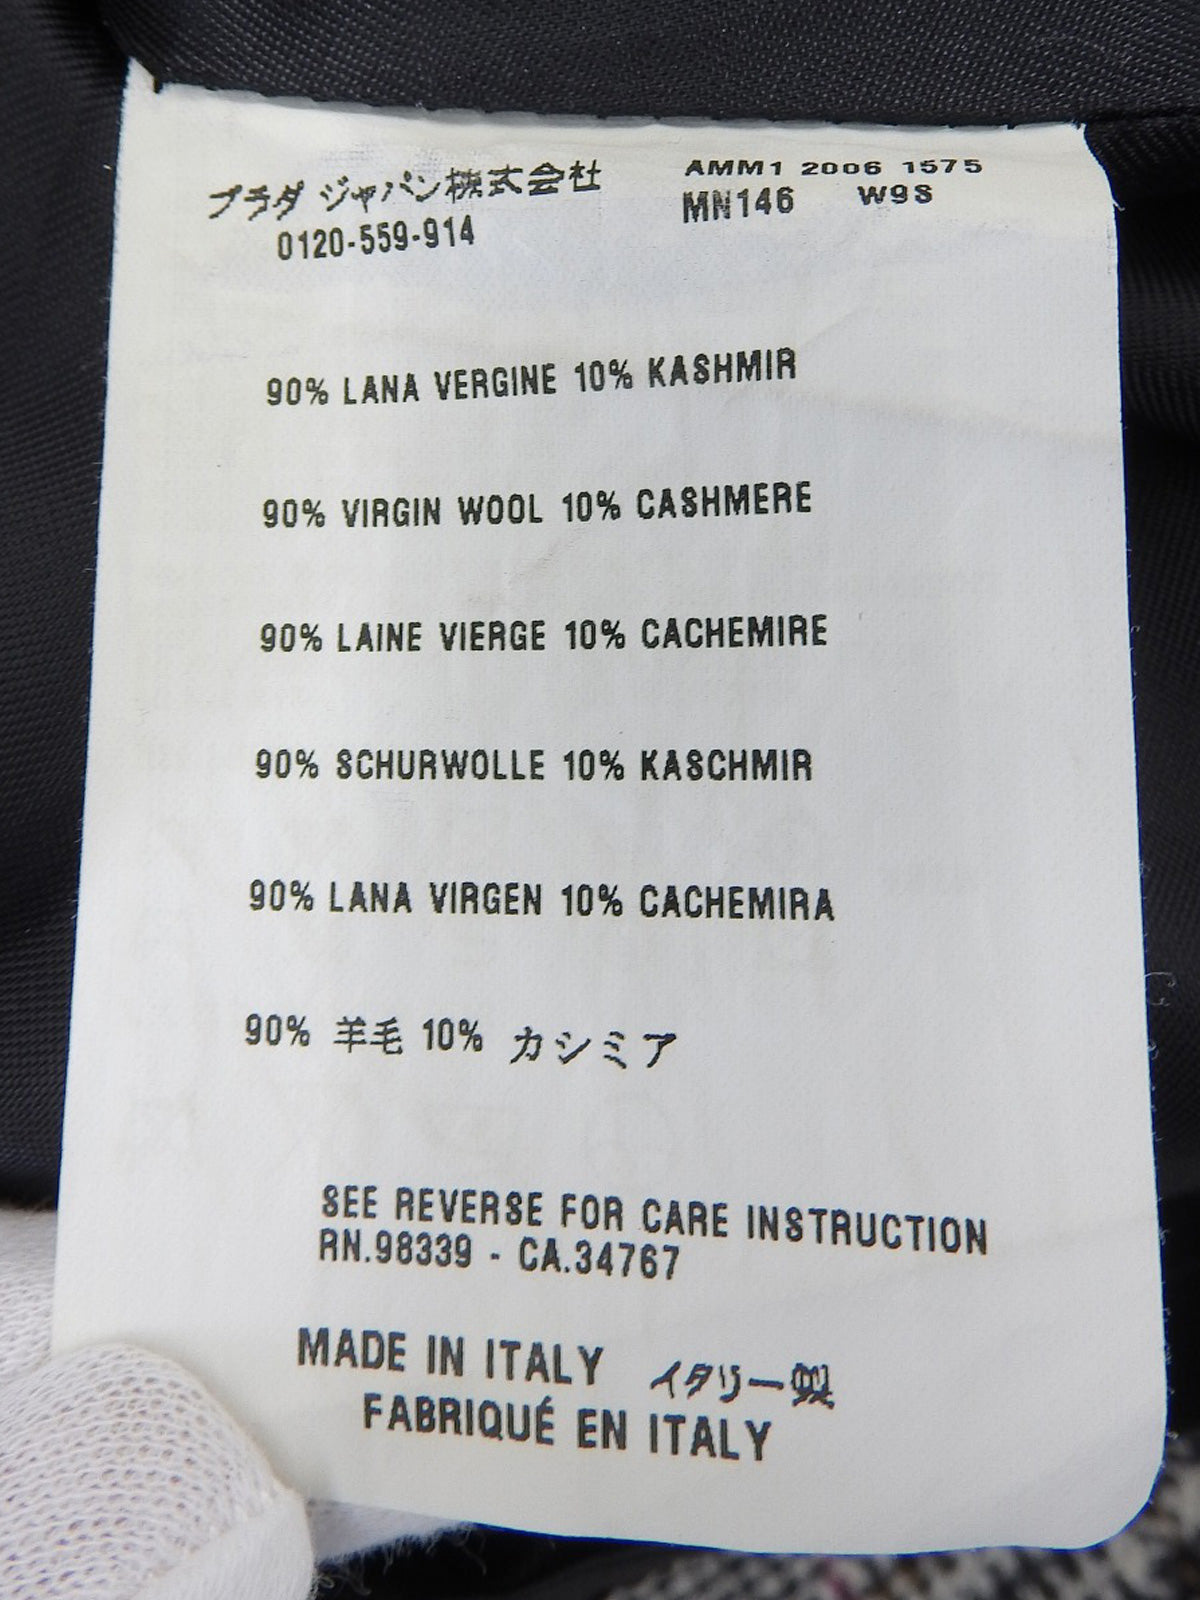 プラダ ジャパン株式会社
0120-559-914
AMM1 2006 1575
MN146 W9S
90% LANA VERGINE 10% KASHMIR
90% VIRGIN WOOL 10% CASHMERE
90% LAINE VIERGE 10% CACHEMIRE
90% SCHURWOLLE 10% KASCHMIR
90% LANA VIRGEN 10% CACHEMIRA
90% 羊毛 10% カシミア
SEE REVERSE FOR CARE INSTRUCTION
RN.98339 - CA.34767
MADE IN ITALY イタリー製
FABRIQUÉ EN ITALY